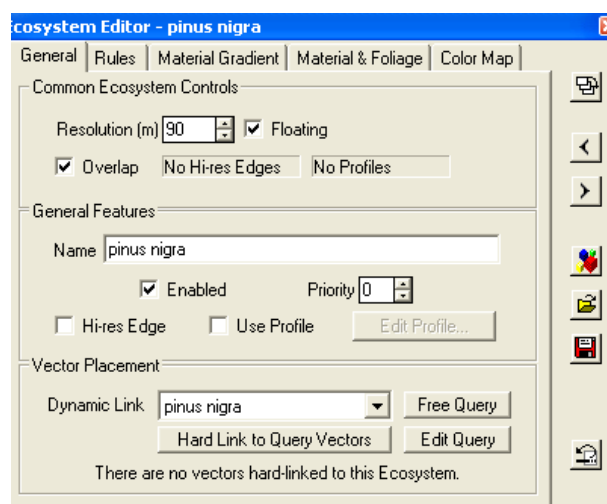 cosystem Editor - pinus nigra
General Rules Material Gradient Material & Foliage Color Map
Common Ecosystem Controls
Resolution (m) 90 Floating
Overlap No Hi-res Edges No Profiles
General Features
Name pinus nigra
Enabled Priority 0
Hi-res Edge Use Profile Edit Profile...
Vector Placement
Dynamic Link pinus nigra Free Query
Hard Link to Query Vectors Edit Query
There are no vectors hard-linked to this Ecosystem.